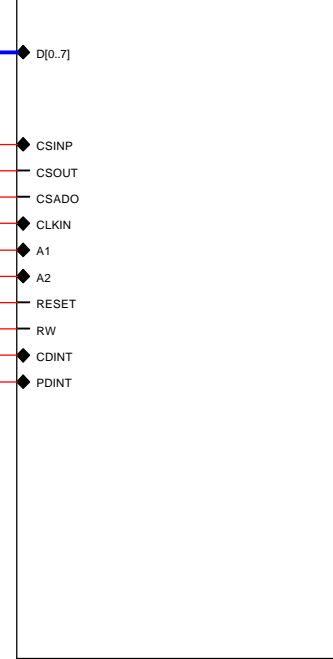 D[0..7]
CSINP
CSOUT
CSADO
CLKIN
A1
A2
RESET
RW
CDINT
PDINT